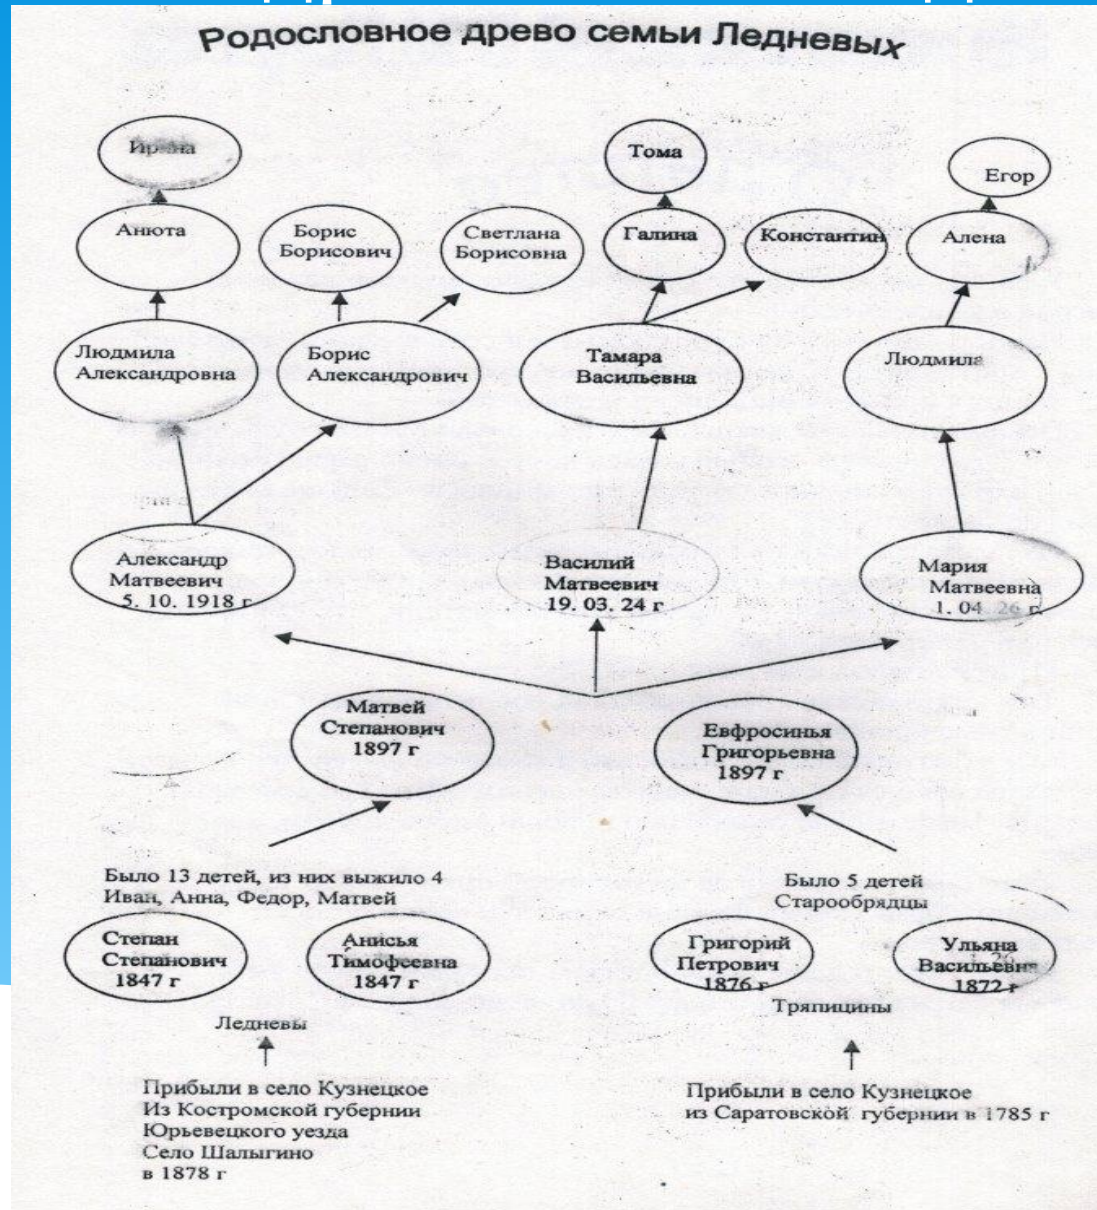 Родословное древо семьи Ледневых
Ирина
Тома
Егор
Анюта
Борис
Борисович
Светлана
Борисовна
Галина
Константин
Алена
Людмила
Александровна
Борис
Александрович
Тамара
Васильевна
Людмила
Александр
Матвеевич
5. 10. 1918 г
Василий
Матвеевич
19. 03. 24 г
Мария
Матвеевна
1. 04. 26 г.
Матвей
Степанович
1897 г
Евфросинья
Григорьевна
1897 г
Было 13 детей, из них выжило 4
Иван, Анна, Федор, Матвей
Было 5 детей
Старообрядцы
Степан
Степанович
1847 г
Анисья
Тимофеевна
1847 г
Григорий
Петрович
1876 г
Ульяна
Васильевна
1872 г
Ледневы
Тряпицины
Прибыли в село Кузнецкое
Из Костромской губернии
Юрьевецкого уезда
Село Шалыгино
в 1878 г
Прибыли в село Кузнецкое
из Саратовской губернии в 1785 г